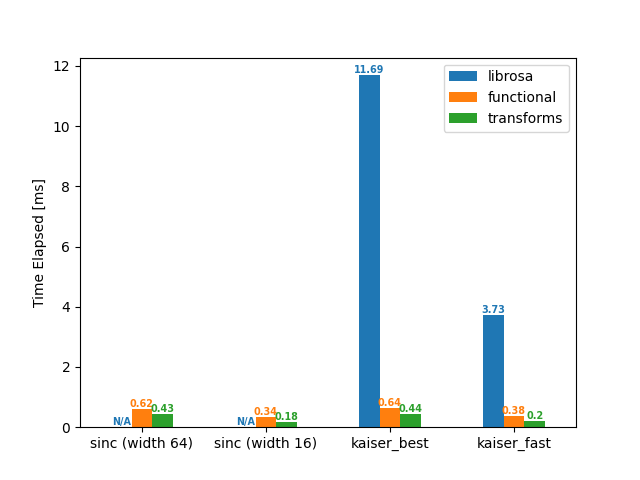 12
10
8
6
4
2
0
Time Elapsed [ms]
librosa
functional
transforms
N/A
0.62
0.43
N/A
0.34
0.18
11.69
0.64
0.44
3.73
0.38
0.2
sinc (width 64)
sinc (width 16)
kaiser_best
kaiser_fast